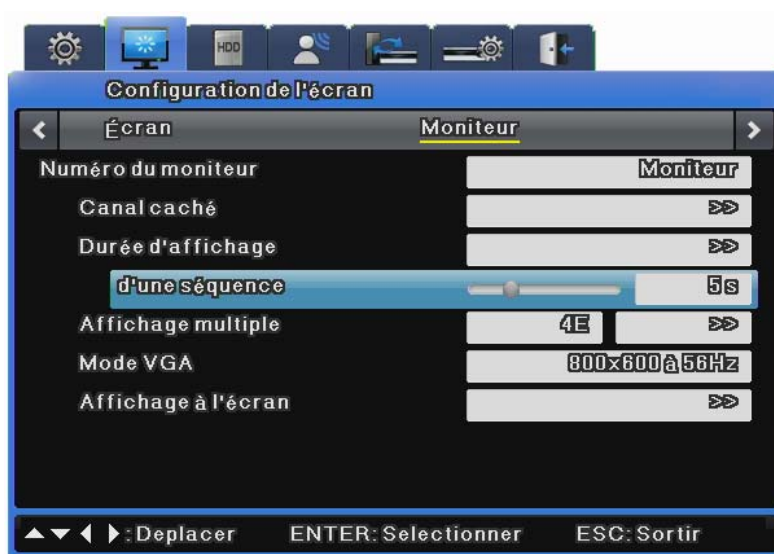 HDD
Configuration de l'écran
Écran Moniteur
Numéro du moniteur Moniteur
Canal caché >>
Durée d'affichage >>
d'une séquence 5s
Affichage multiple 4E >>
Mode VGA 800x600 à 56Hz
Affichage à l'écran >>
:Deplacer ENTER:Selectionner ESC:Sortir